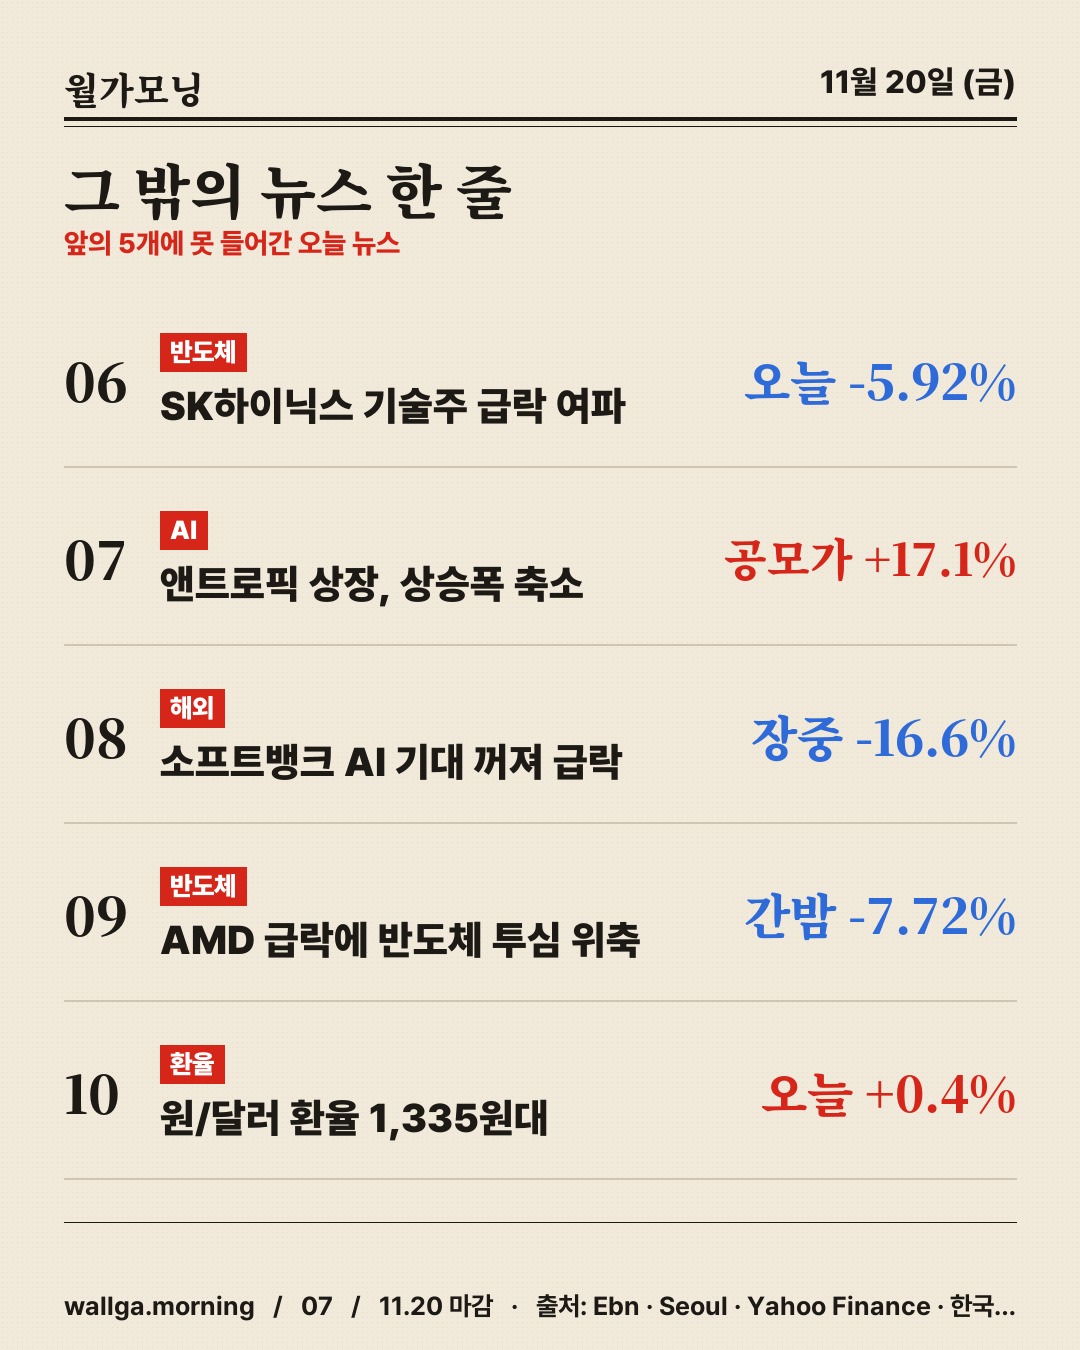 월가모닝
11월 20일 (금)
그 밖의 뉴스 한 줄
앞의 5개에 못 들어간 오늘 뉴스
06
반도체
SK하이닉스 기술주 급락 여파
오늘 -5.92%
07
AI
앤트로픽 상장, 상승폭 축소
공모가 +17.1%
08
해외
소프트뱅크 AI 기대 꺼져 급락
장중 -16.6%
09
반도체
AMD 급락에 반도체 투심 위축
간밤 -7.72%
10
환율
원/달러 환율 1,335원대
오늘 +0.4%
wallga.morning / 07 / 11.20 마감 · 출처: Ebn · Seoul · Yahoo Finance · 한국...